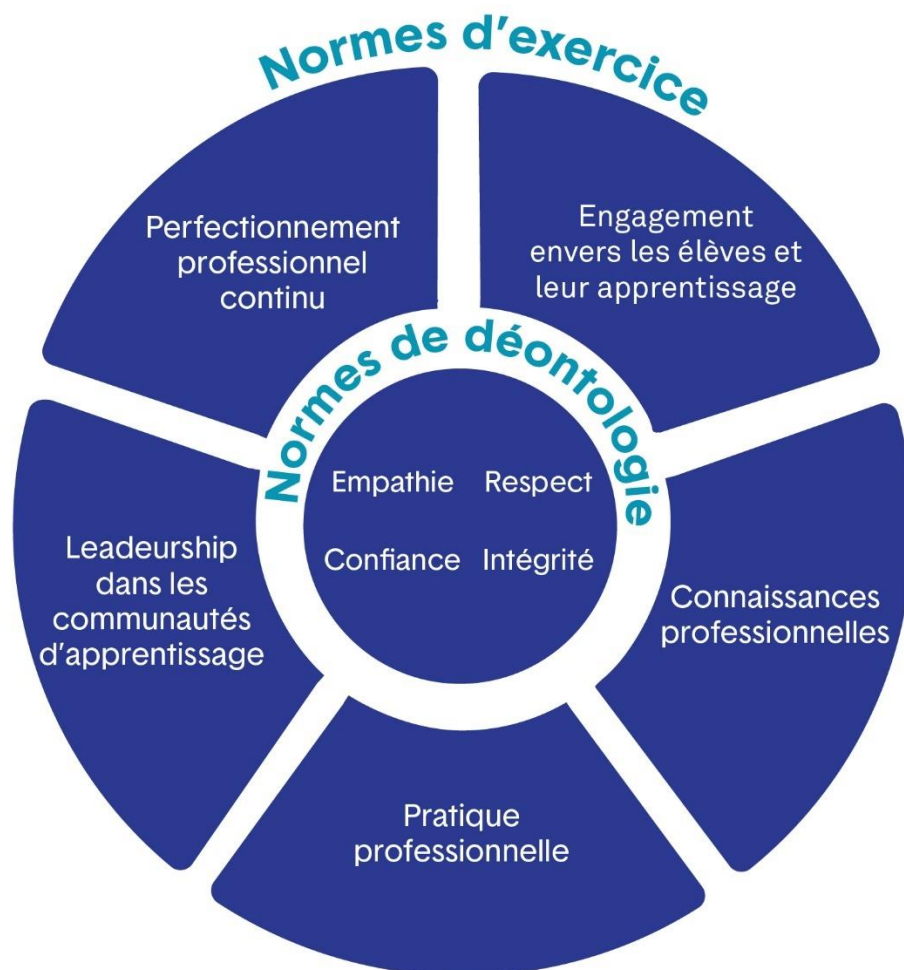 Normes d'exercice
Perfectionnement
professionnel
continu
Engagement
envers les élèves et
leur apprentissage
Normes de déontologie
Empathie Respect
Confiance Intégrité
Leadeurship
dans les
communautés
d'apprentissage
Connaissances
professionnelles
Pratique
professionnelle